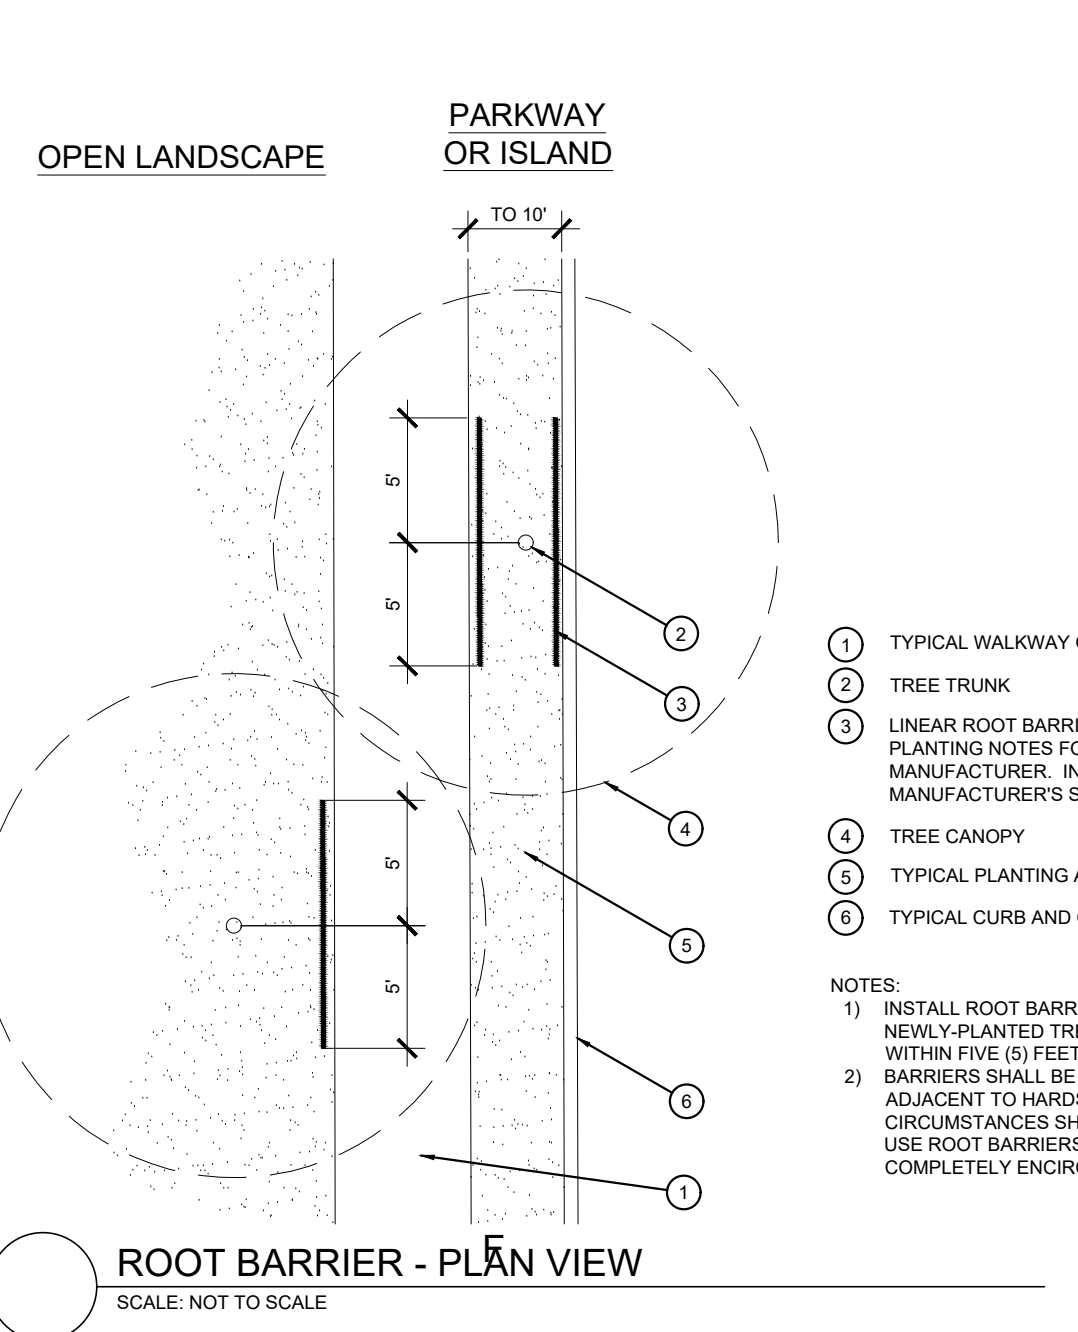 OPEN LANDSCAPE
PARKWAY
OR ISLAND
TO 10'
5'
5'
2
3
4
5'
5'
5
6
1
1 TYPICAL WALKWAY
2 TREE TRUNK
3 LINEAR ROOT BARRI
PLANTING NOTES FO
MANUFACTURER. IN
MANUFACTURER'S S
4 TREE CANOPY
5 TYPICAL PLANTING A
6 TYPICAL CURB AND
NOTES:
1) INSTALL ROOT BARR
NEWLY-PLANTED TRE
WITHIN FIVE (5) FEET
2) BARRIERS SHALL BE
ADJACENT TO HARDS
CIRCUMSTANCES SH
USE ROOT BARRIERS
COMPLETELY ENCIR
F
ROOT BARRIER - PLAN VIEW
SCALE: NOT TO SCALE